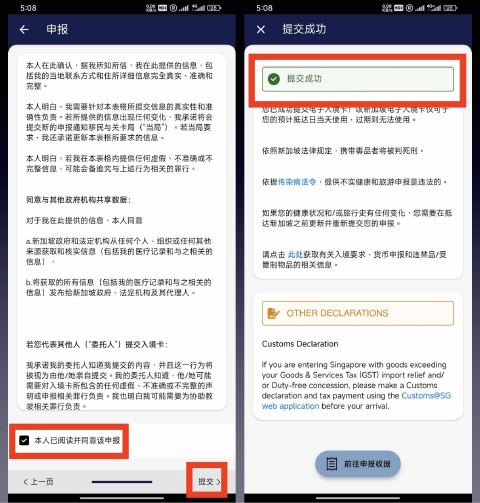 5:08
申报
本人在此确认，据我所知所信，我在此提供的信息，包
括我的当地联系方式和住所详细信息完全真实、准确和
完整。
本人明白，我需要针对本表格所提交信息的真实性和准
确性负责。若所提供的信息出现任何变化，我承诺将会
提交新的申报通知移民与关卡局（"当局"）。若当局要
求，我还承诺更新本表格所要求的信息。
本人明白，若我在本表格内提供任何虚假、不准确或不
完整信息，可能会备追究与上述行为相关的罪行。
同意与其他政府机构共享数据：
对于我在此提供的信息，本人同意
a.新加坡政府和法定机构从任何个人、组织或任何其他
来源获取和核实信息（包括我的医疗记录和与之相关的
信息）、
b.将获取的所有信息（包括我的医疗记录和与之相关的
信息）发布给新加坡政府，法定机构及其代理人。
若您代表其他人（"委托人"）提交入境卡：
我承诺我的委托人知道我提交的内容，并且这一行为将
被视为由他/她亲自提交。我的委托人知道，他/她可能
需要对入境卡所包含的任何虚假、不准确或不完整的声
明或申报相关罪行负责。我也明白我可能需要为协助教
唆相关罪行负责。
本人已阅读并同意该申报
上一页
提交
5:08
提交成功
提交成功
您已成功提交电子入境卡！该新加坡电子入境卡仅可于
您的预计抵达日当天使用，过期则无法使用。
依照新加坡法律规定，携带毒品者将被判死刑。
依据传染病法令，提供不实健康和旅游申报是违法的。
如果您的健康状况和/或旅行史有任何变化，您需要在抵
达新加坡之前更新并重新提交您的申报。
请点击 此处获取有关入境要求、货币申报和违禁品/受
管制物品的相关信息。
OTHER DECLARATIONS
Customs Declaration
If you are entering Singapore with goods exceeding
your Goods & Services Tax (GST) import relief and/
or Duty-free concession, please make a Customs
declaration and tax payment using the Customs@SG
web application before your arrival.
前往申报收据